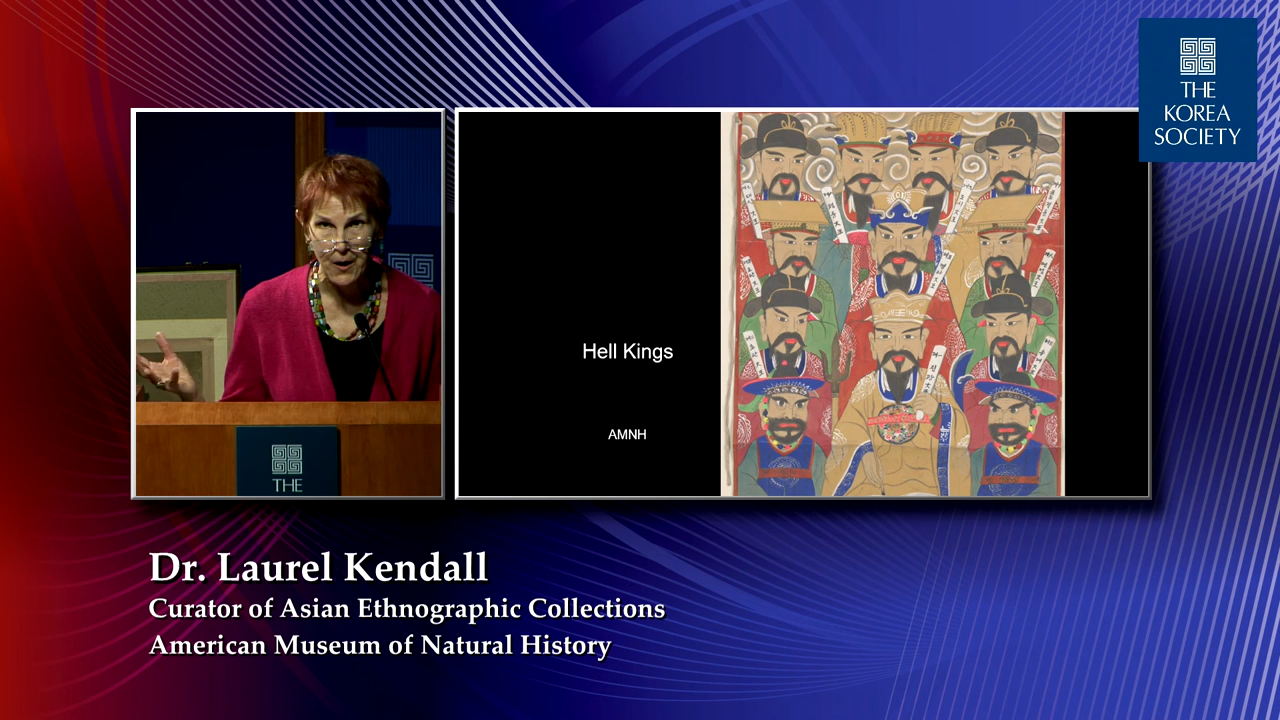 THE
KOREA
SOCIETY
Hell Kings
AMNH
THE
Dr. Laurel Kendall
Curator of Asian Ethnographic Collections
American Museum of Natural History